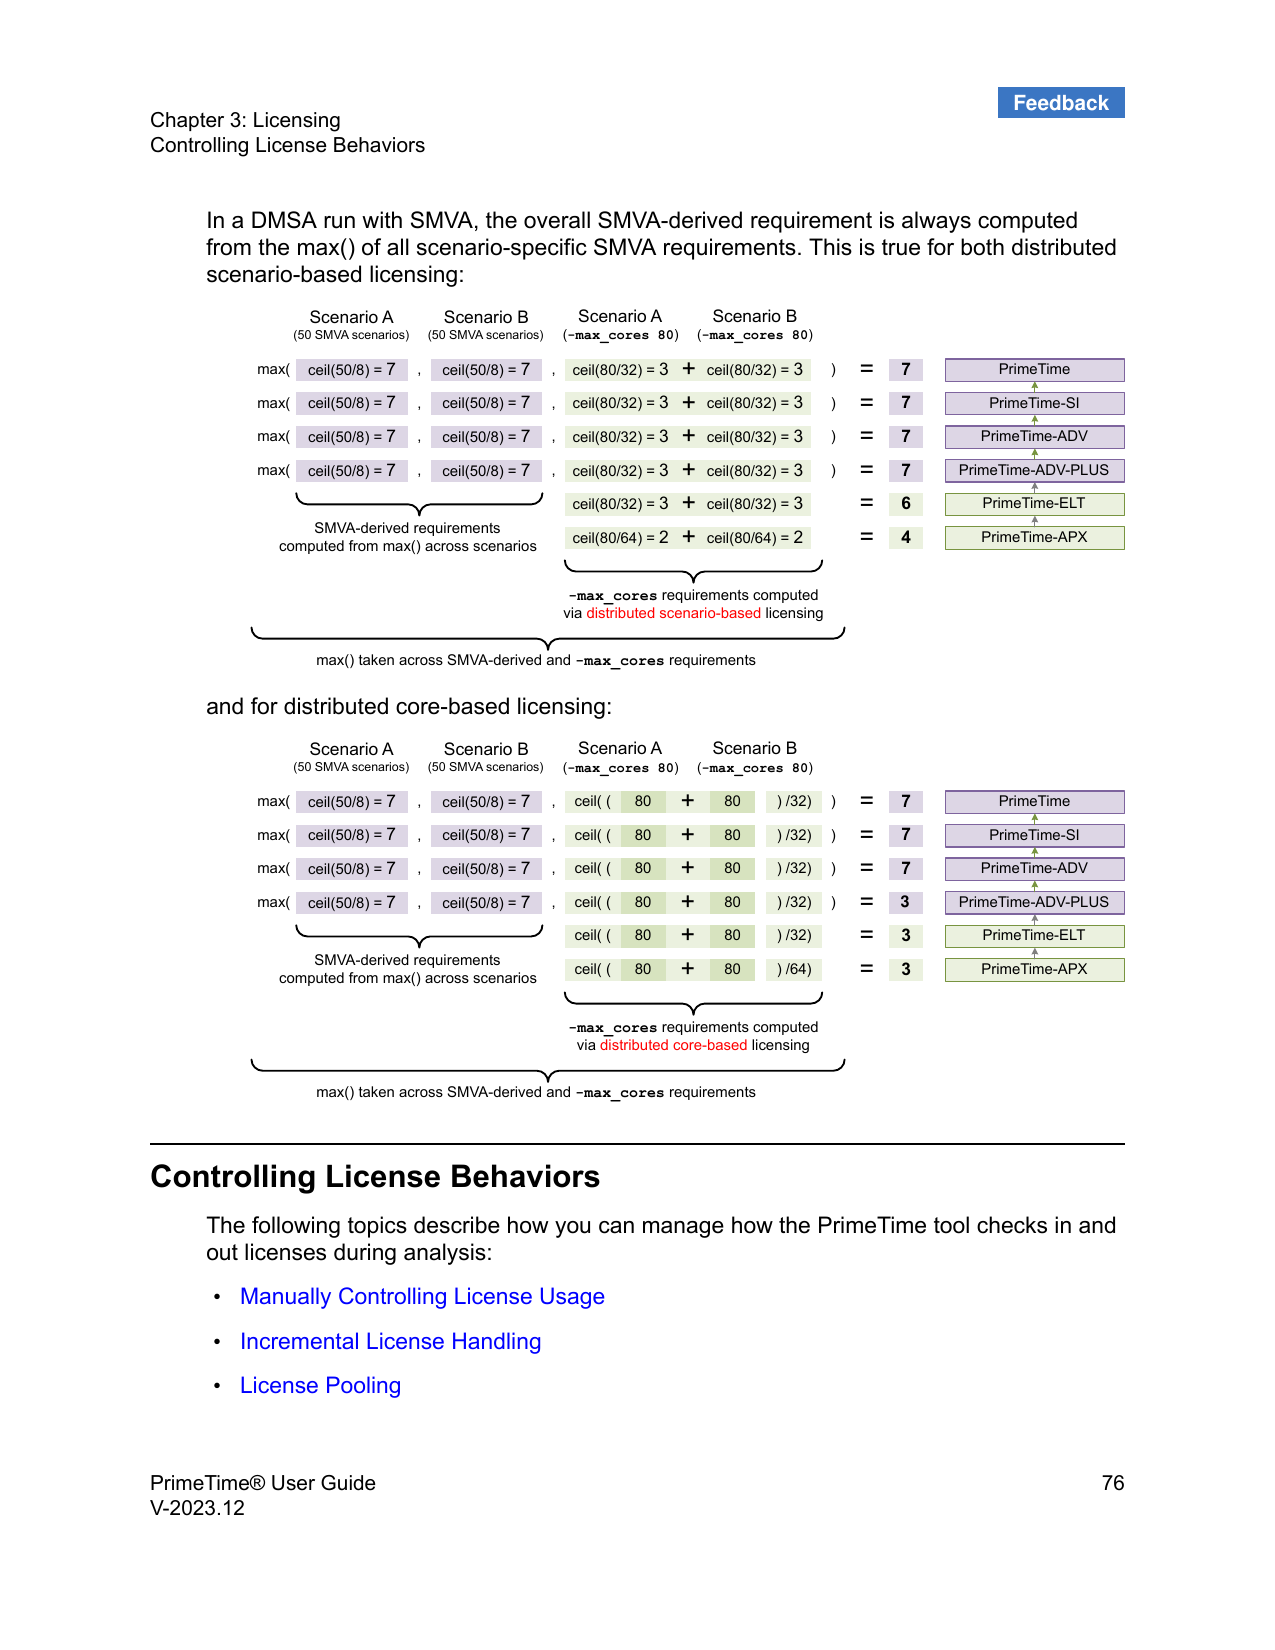 Feedback
Chapter 3: Licensing
Controlling License Behaviors
In a DMSA run with SMVA, the overall SMVA-derived requirement is always computed
from the max() of all scenario-specific SMVA requirements. This is true for both distributed
scenario-based licensing:
Scenario A Scenario B Scenario A Scenario B
(50 SMVA scenarios) (50 SMVA scenarios) (-max_cores 80) (-max_cores 80)
max( ceil(50/8) = 7 , ceil(50/8) = 7 , ceil(80/32) = 3 + ceil(80/32) = 3 ) = 7 PrimeTime
max( ceil(50/8) = 7 , ceil(50/8) = 7 , ceil(80/32) = 3 + ceil(80/32) = 3 ) = 7 PrimeTime-SI
max( ceil(50/8) = 7 , ceil(50/8) = 7 , ceil(80/32) = 3 + ceil(80/32) = 3 ) = 7 PrimeTime-ADV
max( ceil(50/8) = 7 , ceil(50/8) = 7 , ceil(80/32) = 3 + ceil(80/32) = 3 ) = 7 PrimeTime-ADV-PLUS
ceil(80/32) = 3 + ceil(80/32) = 3 = 6 PrimeTime-ELT
SMVA-derived requirements
computed from max() across scenarios
ceil(80/64) = 2 + ceil(80/64) = 2 = 4 PrimeTime-APX
-max_cores requirements computed
via distributed scenario-based licensing
max() taken across SMVA-derived and -max_cores requirements
and for distributed core-based licensing:
Scenario A Scenario B Scenario A Scenario B
(50 SMVA scenarios) (50 SMVA scenarios) (-max_cores 80) (-max_cores 80)
max( ceil(50/8) = 7 , ceil(50/8) = 7 , ceil( ( 80 + 80 ) /32) ) = 7 PrimeTime
max( ceil(50/8) = 7 , ceil(50/8) = 7 , ceil( ( 80 + 80 ) /32) ) = 7 PrimeTime-SI
max( ceil(50/8) = 7 , ceil(50/8) = 7 , ceil( ( 80 + 80 ) /32) ) = 7 PrimeTime-ADV
max( ceil(50/8) = 7 , ceil(50/8) = 7 , ceil( ( 80 + 80 ) /32) ) = 3 PrimeTime-ADV-PLUS
ceil( ( 80 + 80 ) /32) = 3 PrimeTime-ELT
SMVA-derived requirements
computed from max() across scenarios
ceil( ( 80 + 80 ) /64) = 3 PrimeTime-APX
-max_cores requirements computed
via distributed core-based licensing
max() taken across SMVA-derived and -max_cores requirements
Controlling License Behaviors
The following topics describe how you can manage how the PrimeTime tool checks in and
out licenses during analysis:
• Manually Controlling License Usage
• Incremental License Handling
• License Pooling
PrimeTime® User Guide 76
V-2023.12